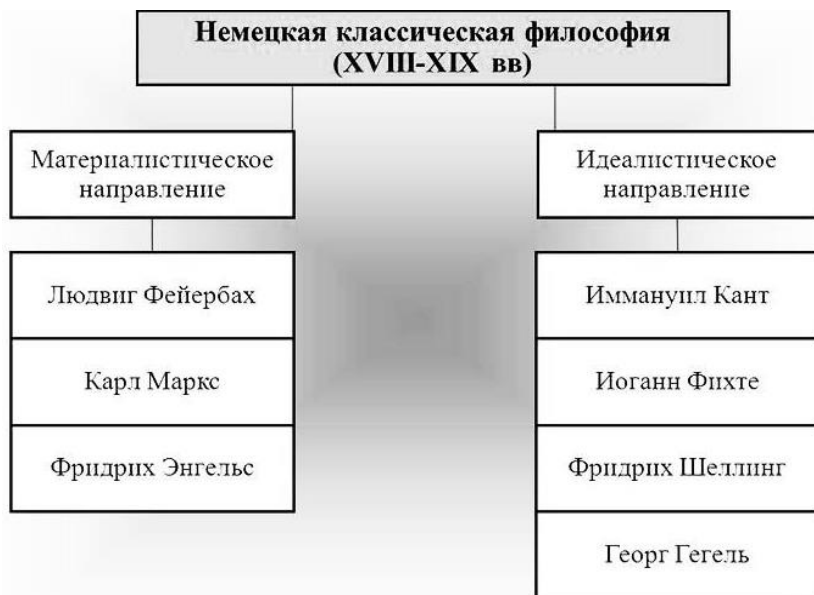 Немецкая классическая философия
(XVIII-XIX вв)
Материалистическое
направление
Людвиг Фейербах
Карл Маркс
Фридрих Энгельс
Идеалистическое
направление
Иммануил Кант
Иоганн Фихте
Фридрих Шеллинг
Георг Гегель